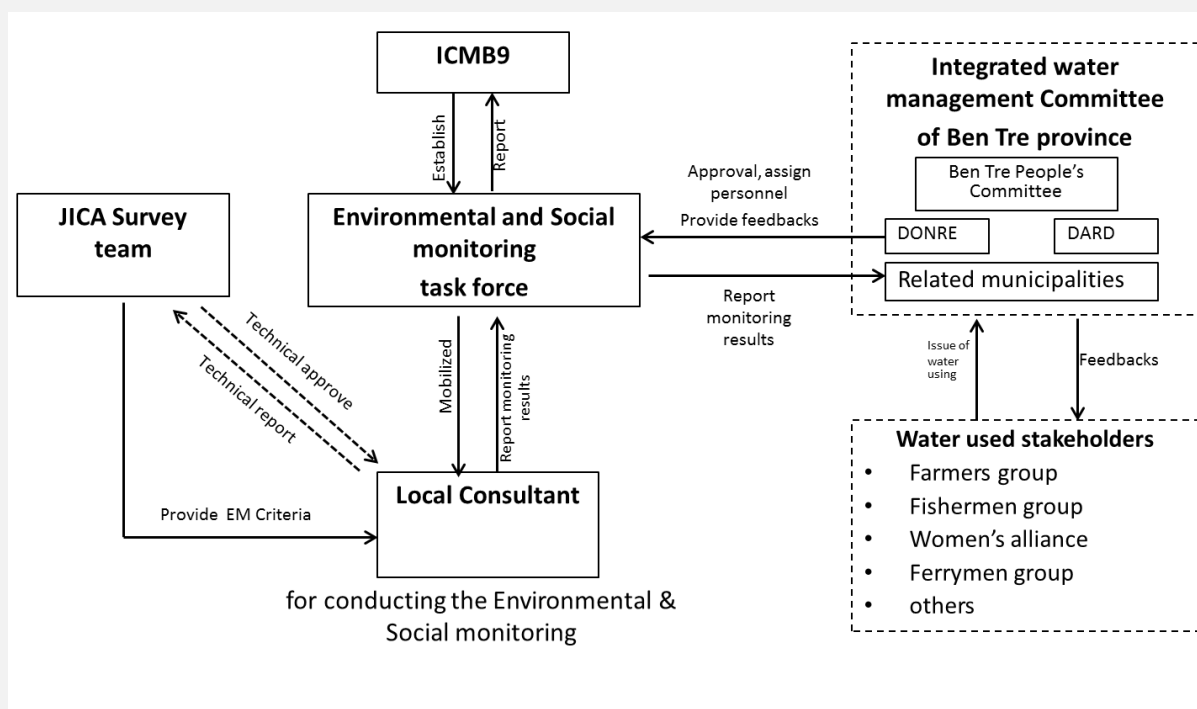 ICMB9
Establish
Report
JICA Survey
team
Environmental and Social
monitoring
task force
Approval, assign
personnel
Provide feedbacks
Report
monitoring
results
Integrated water
management Committee
of Ben Tre province
Ben Tre People's
Committee
DONRE
DARD
Related municipalities
Technical approve
Technical report
Mobilized
Report monitoring
results
Issue of
water
using
Feedbacks
Provide  EM Criteria
Local Consultant
for conducting the Environmental &
Social monitoring
Water used stakeholders
• Farmers group
• Fishermen group
• Women's alliance
• Ferrymen group
• others